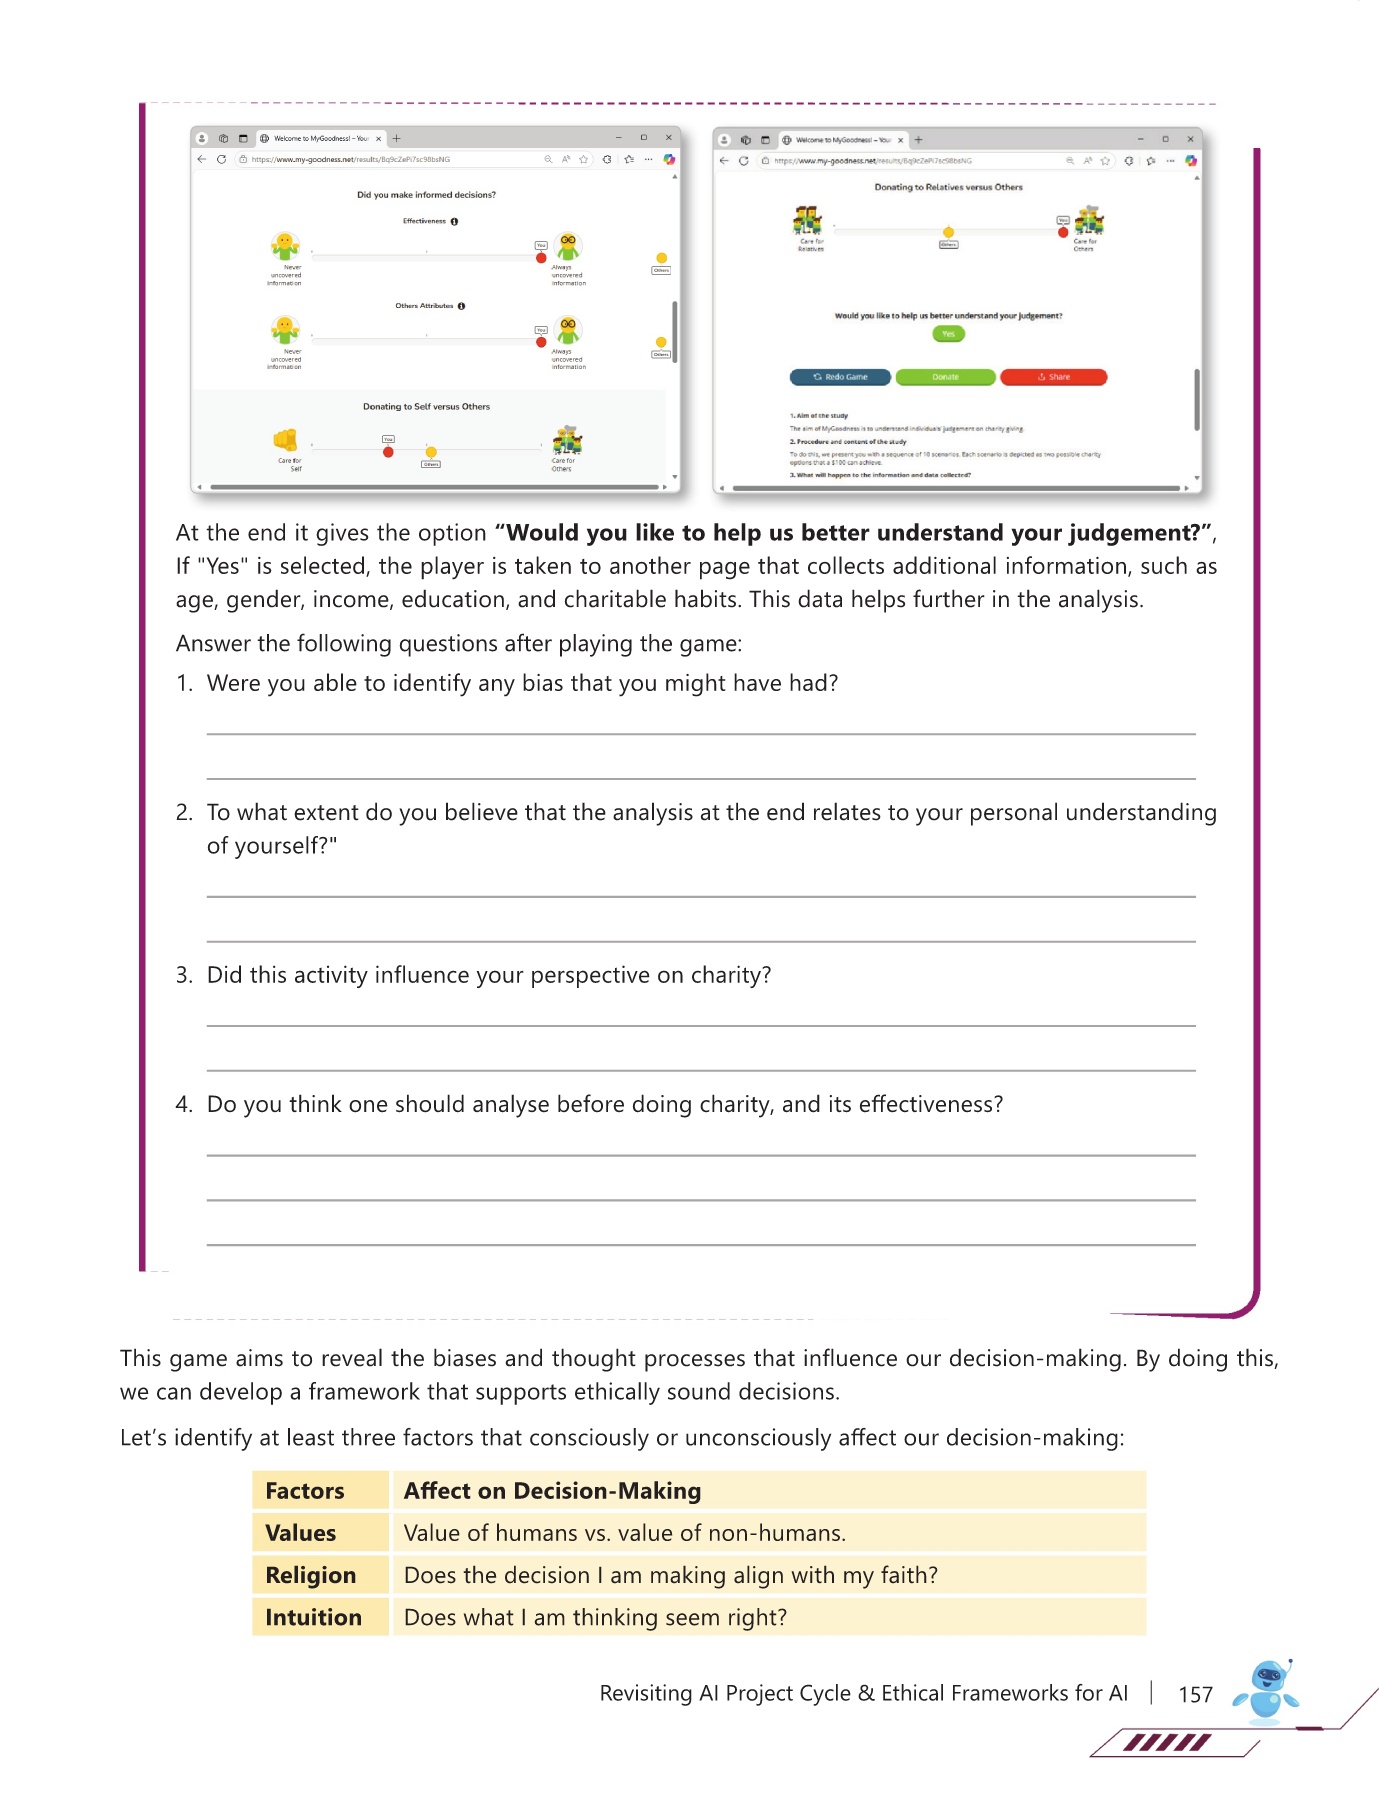 Welcome to MyGoodness! – Your
https://www.my-goodness.net/results/Bq9cZePi7sc98bsNG
Did you make informed decisions?
Effectiveness
You
Never
uncovered
information
Always
uncovered
information
Others
Others Attributes
You
Never
uncovered
information
Always
uncovered
information
Others
Donating to Self versus Others
You
Others
Care for
Self
Care for
Others
Welcome to MyGoodness! – Your
https://www.my-goodness.net/results/Bq9cZePi7sc98bsNG
Donating to Relatives versus Others
You
Others
Care for
Relatives
Care for
Others
Would you like to help us better understand your judgement?
Yes
Redo Game
Donate
Share
1. Aim of the study
The aim of MyGoodness is to understand individuals' judgement on charity giving.
2. Procedure and content of the study
To do this, we present you with a sequence of 10 scenarios. Each scenario is depicted as two possible charity
options that a $100 can achieve.
3. What will happen to the information and data collected?
At the end it gives the option “Would you like to help us better understand your judgement?”,
If "Yes" is selected, the player is taken to another page that collects additional information, such as
age, gender, income, education, and charitable habits. This data helps further in the analysis.
Answer the following questions after playing the game:
1. Were you able to identify any bias that you might have had?
2. To what extent do you believe that the analysis at the end relates to your personal understanding
of yourself?"
3. Did this activity influence your perspective on charity?
4. Do you think one should analyse before doing charity, and its effectiveness?
This game aims to reveal the biases and thought processes that influence our decision-making. By doing this,
we can develop a framework that supports ethically sound decisions.
Let’s identify at least three factors that consciously or unconsciously affect our decision-making:
Factors Affect on Decision-Making
Values Value of humans vs. value of non-humans.
Religion Does the decision I am making align with my faith?
Intuition Does what I am thinking seem right?
Revisiting AI Project Cycle & Ethical Frameworks for AI 157